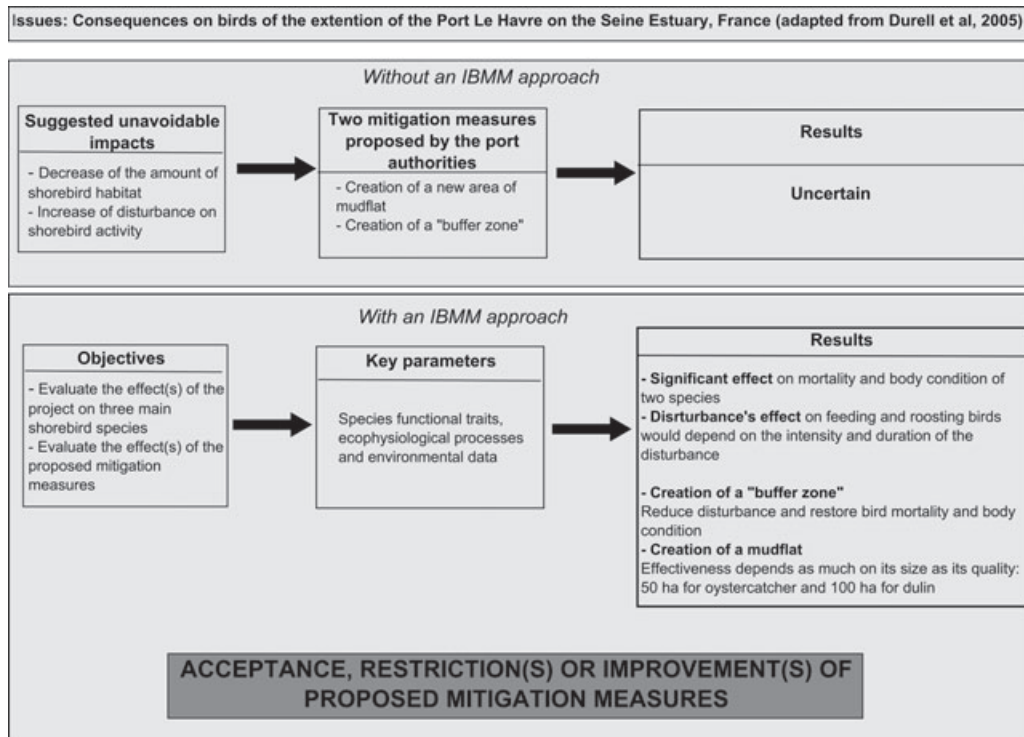 Issues: Consequences on birds of the extention of the Port Le Havre on the Seine Estuary, France (adapted from Durell et al, 2005)
Without an IBMM approach
Suggested unavoidable
impacts
- Decrease of the amount of
shorebird habitat
- Increase of disturbance on
shorebird activity
Two mitigation measures
proposed by the port
authorities
- Creation of a new area of
mudflat
- Creation of a "buffer zone"
Results
Uncertain
With an IBMM approach
Objectives
- Evaluate the effect(s) of the
project on three main
shorebird species
- Evaluate the effect(s) of the
proposed mitigation
measures
Key parameters
Species functional traits,
ecophysiological processes
and environmental data
Results
- Significant effect on mortality and body condition of
two species
- Disrturbance's effect on feeding and roosting birds
would depend on the intensity and duration of the
disturbance
- Creation of a "buffer zone"
Reduce disturbance and restore bird mortality and body
condition
- Creation of a mudflat
Effectiveness depends as much on its size as its quality:
50 ha for oystercatcher and 100 ha for dulin
ACCEPTANCE, RESTRICTION(S) OR IMPROVEMENT(S) OF
PROPOSED MITIGATION MEASURES